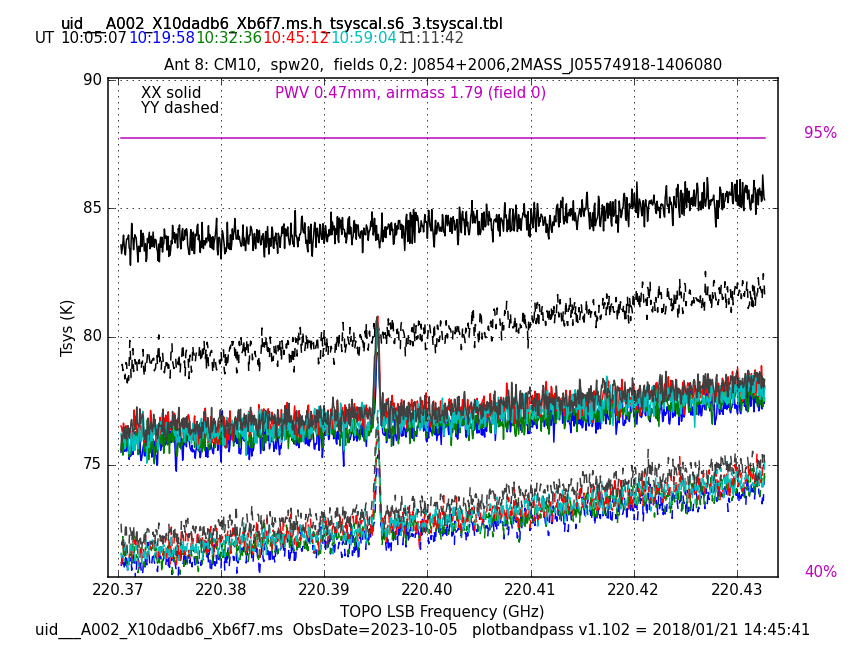 uid___A002_X10dadb6_Xb6f7.ms.h_tsyscal.s6_3.tsyscal.tbl
UT 10:05:07 10:19:58 10:32:36 10:45:12 10:59:04 11:11:42
Ant 8: CM10,  spw20,  fields 0,2: J0854+2006,2MASS_J05574918-1406080
XX solid
YY dashed
PWV 0.47mm, airmass 1.79 (field 0)
95%
40%
Tsys (K)
90
85
80
75
220.37 220.38 220.39 220.40 220.41 220.42 220.43
TOPO LSB Frequency (GHz)
uid___A002_X10dadb6_Xb6f7.ms  ObsDate=2023-10-05   plotbandpass v1.102 = 2018/01/21 14:45:41